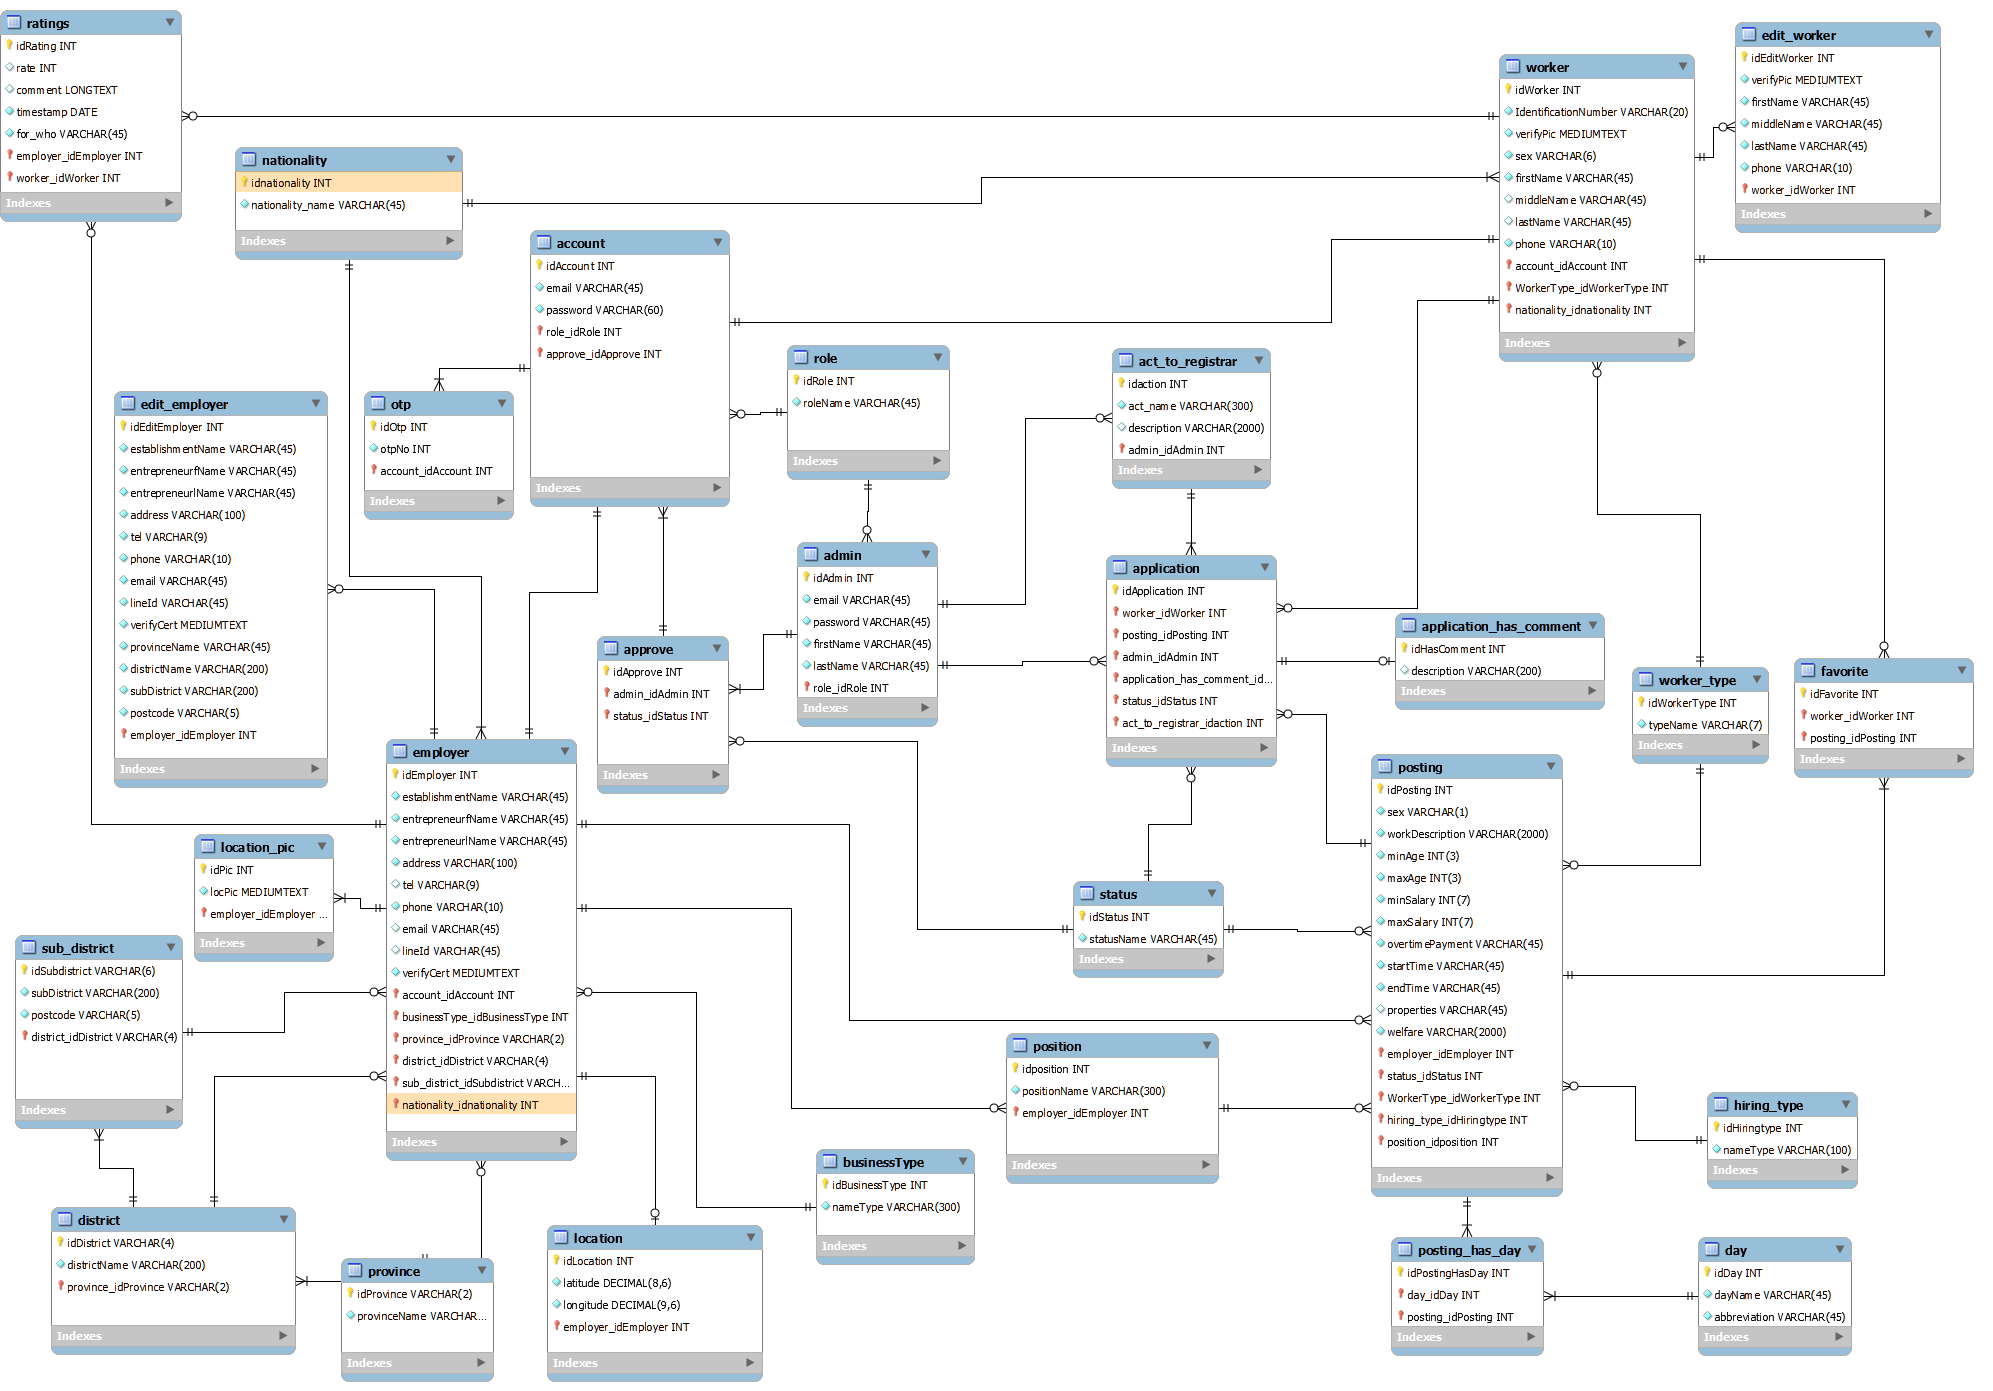 ratings
idRating INT
rate INT
comment LONGTEXT
timestamp DATE
for_who VARCHAR(45)
employer_idEmployer INT
worker_idWorker INT
Indexes
nationality
idnationality INT
nationality_name VARCHAR(45)
Indexes
account
idAccount INT
email VARCHAR(45)
password VARCHAR(60)
role_idRole INT
approve_idApprove INT
Indexes
worker
idWorker INT
IdentificationNumber VARCHAR(20)
verifyPic MEDIUMTEXT
sex VARCHAR(6)
firstName VARCHAR(45)
middleName VARCHAR(45)
lastName VARCHAR(45)
phone VARCHAR(10)
account_idAccount INT
WorkerType_idWorkerType INT
nationality_idnationality INT
Indexes
edit_worker
idEditWorker INT
verifyPic MEDIUMTEXT
firstName VARCHAR(45)
middleName VARCHAR(45)
lastName VARCHAR(45)
phone VARCHAR(10)
worker_idWorker INT
Indexes
edit_employer
idEditEmployer INT
establishmentName VARCHAR(45)
entrepreneurfName VARCHAR(45)
entrepreneurlName VARCHAR(45)
address VARCHAR(100)
tel VARCHAR(9)
phone VARCHAR(10)
email VARCHAR(45)
lineId VARCHAR(45)
verifyCert MEDIUMTEXT
provinceName VARCHAR(45)
districtName VARCHAR(200)
subDistrict VARCHAR(200)
postcode VARCHAR(5)
employer_idEmployer INT
Indexes
otp
idOtp INT
otpNo INT
account_idAccount INT
Indexes
role
idRole INT
roleName VARCHAR(45)
Indexes
act_to_registrar
idaction INT
act_name VARCHAR(300)
description VARCHAR(2000)
admin_idAdmin INT
Indexes
admin
idAdmin INT
email VARCHAR(45)
password VARCHAR(45)
firstName VARCHAR(45)
lastName VARCHAR(45)
role_idRole INT
Indexes
approve
idApprove INT
admin_idAdmin INT
status_idStatus INT
Indexes
application
idApplication INT
worker_idWorker INT
posting_idPosting INT
admin_idAdmin INT
application_has_comment_id...
status_idStatus INT
act_to_registrar_idaction INT
Indexes
application_has_comment
idHasComment INT
description VARCHAR(200)
Indexes
worker_type
idWorkerType INT
typeName VARCHAR(7)
Indexes
favorite
idFavorite INT
worker_idWorker INT
posting_idPosting INT
Indexes
employer
idEmployer INT
establishmentName VARCHAR(45)
entrepreneurfName VARCHAR(45)
entrepreneurlName VARCHAR(45)
address VARCHAR(100)
tel VARCHAR(9)
phone VARCHAR(10)
email VARCHAR(45)
lineId VARCHAR(45)
verifyCert MEDIUMTEXT
account_idAccount INT
businessType_idBusinessType INT
province_idProvince VARCHAR(2)
district_idDistrict VARCHAR(4)
sub_district_idSubdistrict VARCH...
nationality_idnationality INT
Indexes
location_pic
idPic INT
locPic MEDIUMTEXT
employer_idEmployer ...
Indexes
sub_district
idSubdistrict VARCHAR(6)
subDistrict VARCHAR(200)
postcode VARCHAR(5)
district_idDistrict VARCHAR(4)
Indexes
status
idStatus INT
statusName VARCHAR(45)
Indexes
posting
idPosting INT
sex VARCHAR(1)
workDescription VARCHAR(2000)
minAge INT(3)
maxAge INT(3)
minSalary INT(7)
maxSalary INT(7)
overtimePayment VARCHAR(45)
startTime VARCHAR(45)
endTime VARCHAR(45)
properties VARCHAR(45)
welfare VARCHAR(2000)
employer_idEmployer INT
status_idStatus INT
WorkerType_idWorkerType INT
hiring_type_idHiringtype INT
position_idposition INT
Indexes
position
idposition INT
positionName VARCHAR(300)
employer_idEmployer INT
Indexes
hiring_type
idHiringtype INT
nameType VARCHAR(100)
Indexes
businessType
idBusinessType INT
nameType VARCHAR(300)
Indexes
district
idDistrict VARCHAR(4)
districtName VARCHAR(200)
province_idProvince VARCHAR(2)
Indexes
province
idProvince VARCHAR(2)
provinceName VARCHAR...
Indexes
location
idLocation INT
latitude DECIMAL(8,6)
longitude DECIMAL(9,6)
employer_idEmployer INT
Indexes
posting_has_day
idPostingHasDay INT
day_idDay INT
posting_idPosting INT
Indexes
day
idDay INT
dayName VARCHAR(45)
abbreviation VARCHAR(45)
Indexes